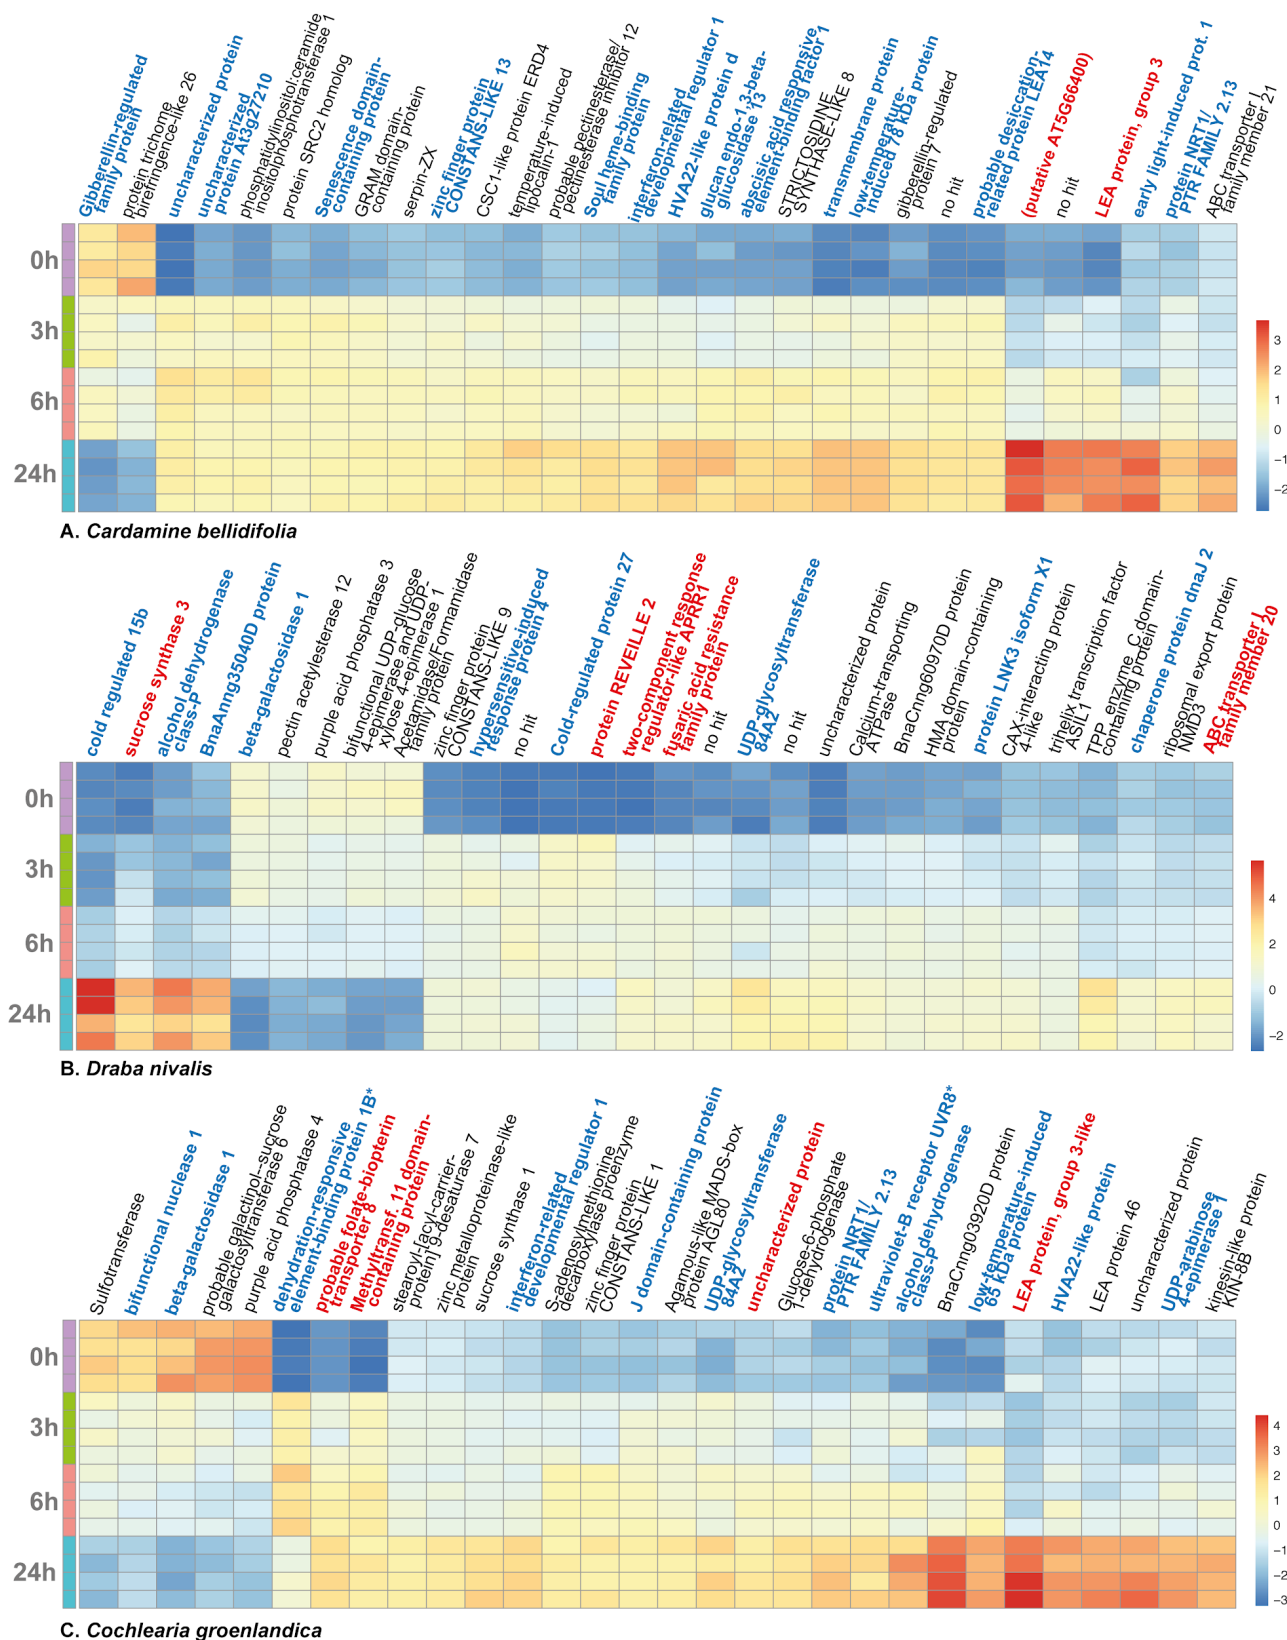 Gibberellin-regulated
family protein
protein trichome
birefringence-like 26
uncharacterized protein
uncharacterized
protein At3g27210
phosphatidylinositol:ceramide
inositolphosphotransferase 1
protein SRC2 homolog
Senescence domain-
containing protein
GRAM domain-
containing protein
serpin-ZX
zinc finger protein
CONSTANS-LIKE 13
CSC1-like protein ERD4
temperature-induced
lipocalin-1
probable pectinesterase/
pectinesterase inhibitor 12
Soul heme-binding
family protein
interferon-related
developmental regulator 1
HVA22-like protein d
glucan endo-1,3-beta-
glucosidase 13
abscisic acid responsive
element-binding factor 1
STRICTOSIDINE
SYNTHASE-LIKE 8
transmembrane protein
low-temperature-
induced 78 kDa protein
gibberellin-regulated
protein 7
no hit
probable desiccation-
related protein LEA14
(putative AT5G66400)
no hit
LEA protein, group 3
early light-induced prot. 1
protein NRT1/
PTR FAMILY 2.13
ABC transporter I
family member 21
0h
3h
6h
24h
3
2
1
0
−1
−2
A. Cardamine bellidifolia
cold regulated 15b
sucrose synthase 3
alcohol dehydrogenase
class-P
BnaAnng35040D protein
beta-galactosidase 1
pectin acetylesterase 12
purple acid phosphatase 3
bifunctional UDP-glucose
4-epimerase and UDP-
xylose 4-epimerase 1
Acetamidase/Formamidase
family protein
zinc finger protein
CONSTANS-LIKE 9
hypersensitive-induced
response protein 4
no hit
Cold-regulated protein 27
protein REVEILLE 2
two-component response
regulator-like APRR1
fusaric acid resistance
family protein
no hit
UDP-glycosyltransferase
84A2
no hit
uncharacterized protein
Calcium-transporting
ATPase
BnaCnng60970D protein
HMA domain-containing
protein
protein LNK3 isoform X1
CAX-interacting protein
4-like
trihelix transcription factor
ASIL1
TPP_enzyme_C domain-
containing protein
chaperone protein dnaJ 2
ribosomal export protein
NMD3
ABC transporter I
family member 20
0h
3h
6h
24h
4
2
0
−2
B. Draba nivalis
Sulfotransferase
bifunctional nuclease 1
beta-galactosidase 1
probable galactinol--sucrose
galactosyltransferase 6
purple acid phosphatase 4
dehydration-responsive
element-binding protein 1B*
probable folate-biopterin
transporter 8
Methyltransf_11 domain-
containing protein
stearoyl-[acyl-carrier-
protein] 9-desaturase 7
zinc metalloproteinase-like
protein
sucrose synthase 1
interferon-related
developmental regulator 1
S-adenosylmethionine
decarboxylase proenzyme
zinc finger protein
CONSTANS-LIKE 1
J domain-containing protein
Agamous-like MADS-box
protein AGL80
UDP-glycosyltransferase
84A2
uncharacterized protein
Glucose-6-phosphate
1-dehydrogenase
protein NRT1/
PTR FAMILY 2.13
ultraviolet-B receptor UVR8*
alcohol dehydrogenase
class-P
BnaCnng03920D protein
low-temperature-induced
65 kDa protein
LEA protein, group 3-like
HVA22-like protein
LEA protein 46
uncharacterized protein
UDP-arabinose
4-epimerase 1
kinesin-like protein
KIN-8B
0h
3h
6h
24h
4
3
2
1
0
−1
−2
−3
C. Cochlearia groenlandica